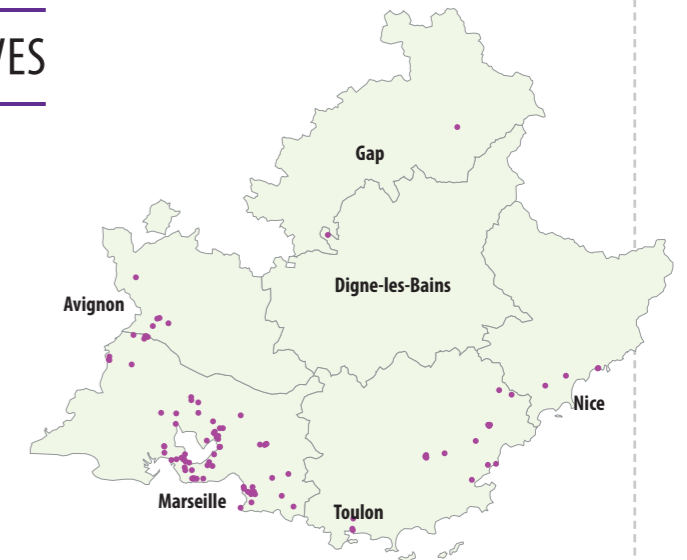 VES
Gap
Digne-les-Bains
Avignon
Nice
Marseille
Toulon